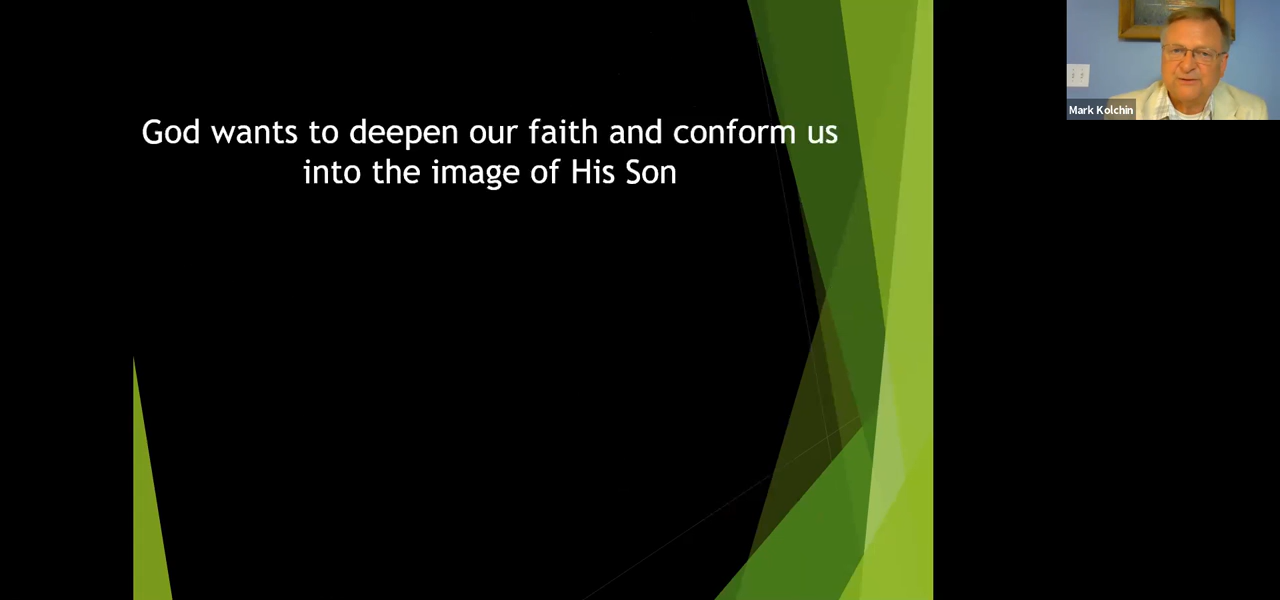 God wants to deepen our faith and conform us
into the image of His Son
Mark Kolchin